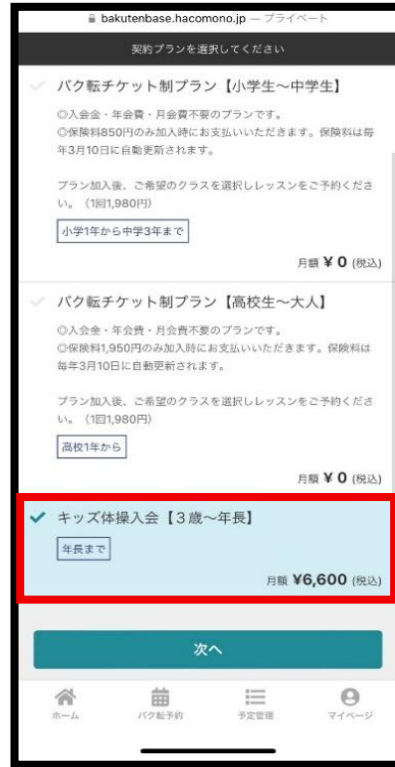 bakutenbase.hacomono.jp — プライベート
契約プランを選択してください
バク転チケット制プラン【小学生〜中学生】
◎入会金・年会費・月会費不要のプランです。
◎保険料850円のみ加入時にお支払いいただきます。保険料は毎
年3月10日に自動更新されます。
プラン加入後、ご希望のクラスを選択しレッスンをご予約くださ
い。（1回1,980円）
小学1年から中学3年まで
月額 ¥ 0 (税込)
バク転チケット制プラン【高校生〜大人】
◎入会金・年会費・月会費不要のプランです。
◎保険料1,950円のみ加入時にお支払いいただきます。保険料は
毎年3月10日に自動更新されます。
プラン加入後、ご希望のクラスを選択しレッスンをご予約くださ
い。（1回1,980円）
高校1年から
月額 ¥ 0 (税込)
キッズ体操入会【３歳〜年長】
年長まで
月額 ¥6,600 (税込)
次へ
ホーム
バク転予約
予定管理
マイページ